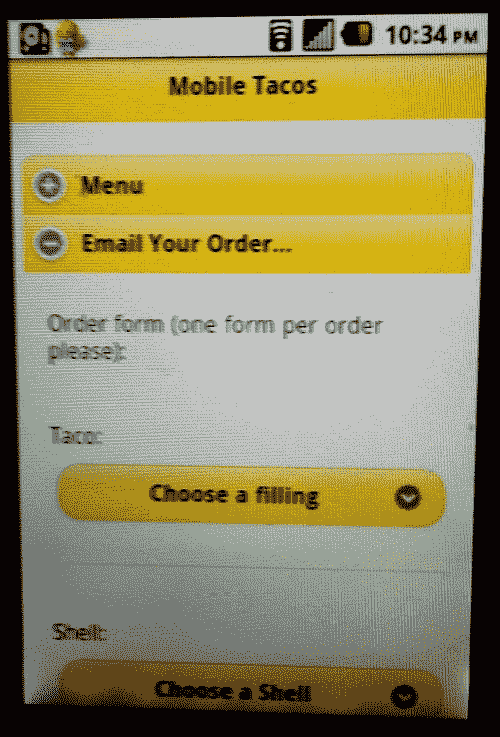 10:34 PM
Mobile Tacos
Menu
Email Your Order...
Order form (one form per order
please):
Taco:
Choose a filling
Shell:
Choose a Shell